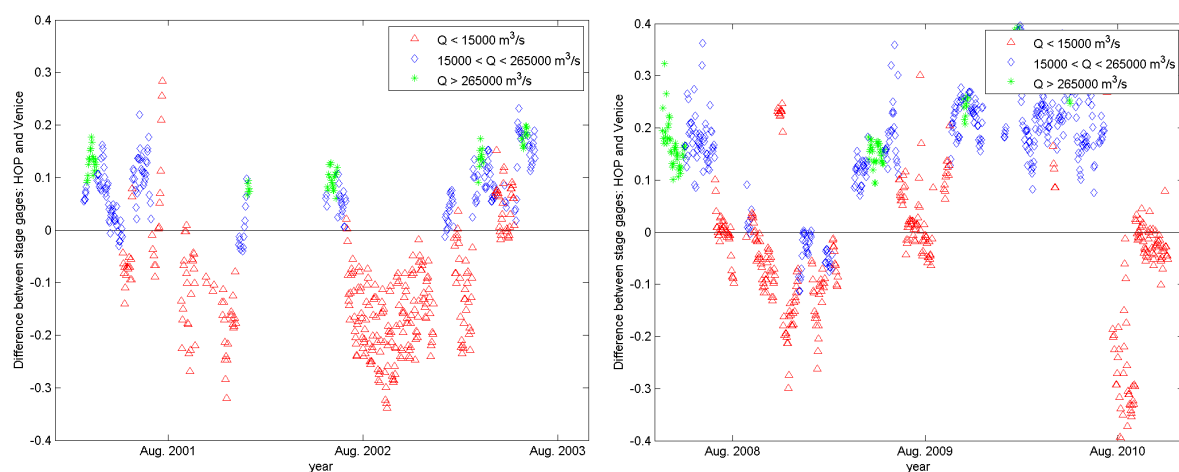 0.4
0.3
0.2
0.1
0
-0.1
-0.2
-0.3
-0.4
Difference between stage gages: HOP and Venice
Q < 15000 m³/s
15000 < Q < 265000 m³/s
Q > 265000 m³/s
Aug. 2001
Aug. 2002
Aug. 2003
year
0.4
0.3
0.2
0.1
0
-0.1
-0.2
-0.3
-0.4
Difference between stage gages: HOP and Venice
Q < 15000 m³/s
15000 < Q < 265000 m³/s
Q > 265000 m³/s
Aug. 2008
Aug. 2009
Aug. 2010
year